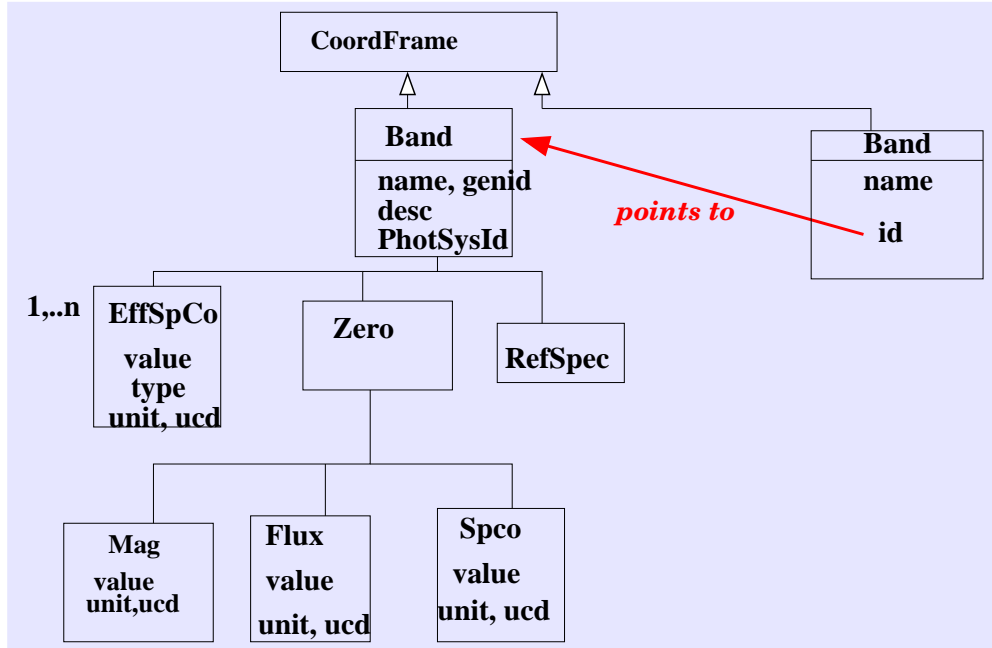 CoordFrame
Band
name, genid
desc
PhotSysId
Band
name
id
points to
1,..n
EffSpCo
value
type
unit, ucd
Zero
RefSpec
Mag
value
unit,ucd
Flux
value
unit, ucd
Spco
value
unit, ucd